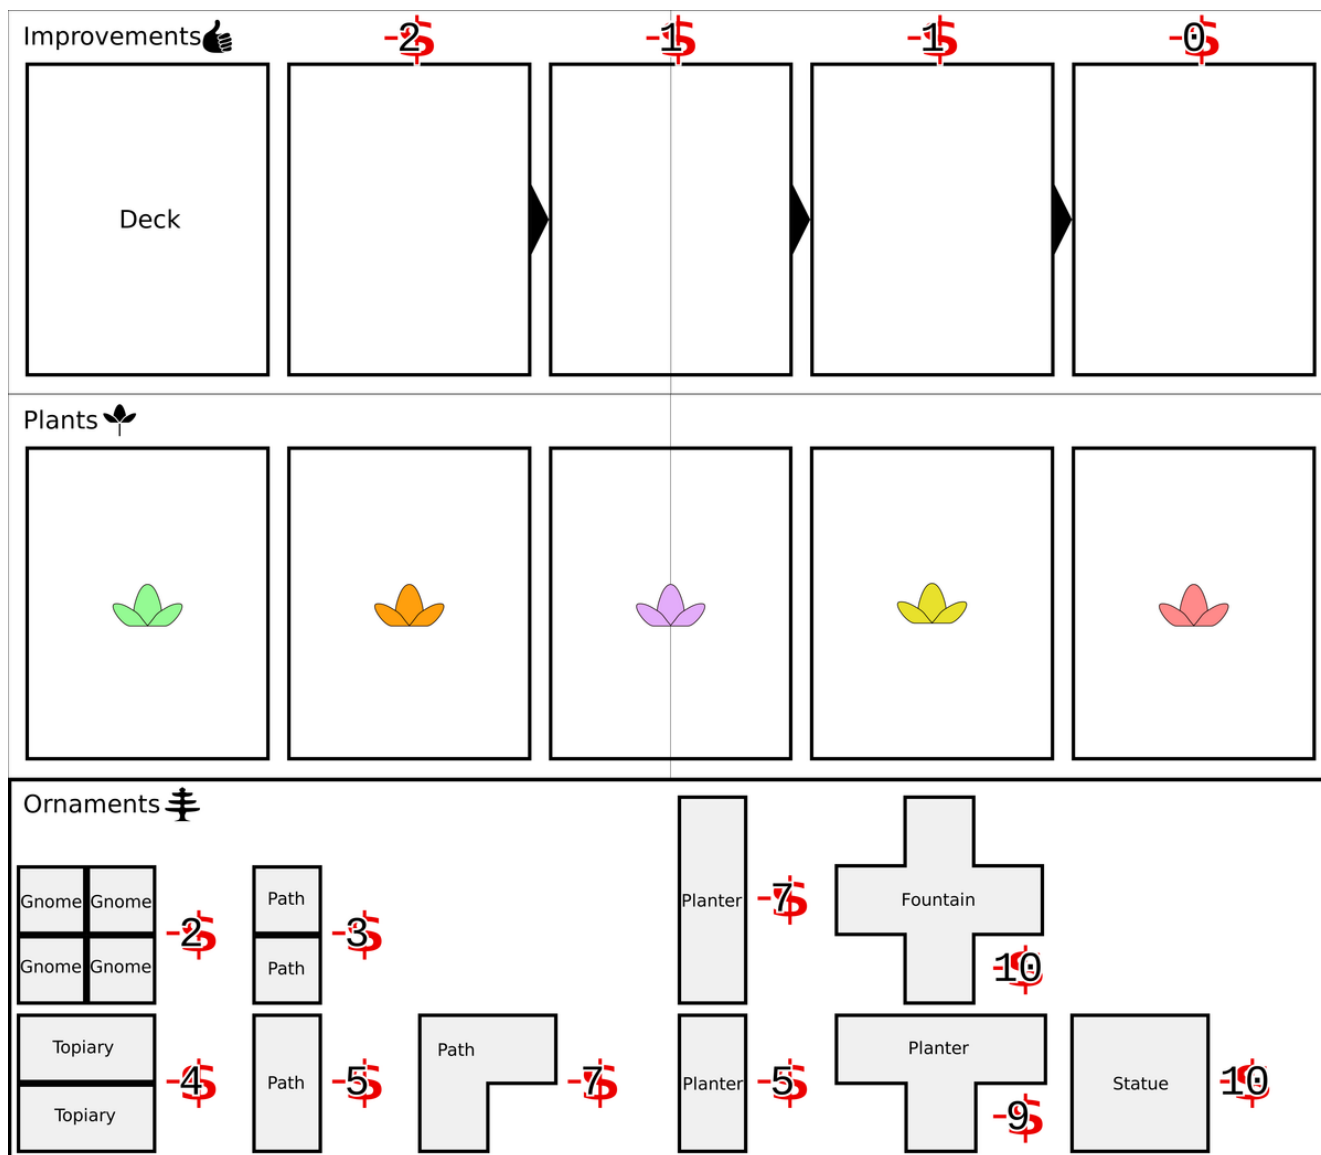 Improvements
-2$ -1$ -1$ -0$
Deck
Plants
Ornaments
Gnome Gnome
Gnome Gnome
-2$
Path
Path
-3$
Planter
-7$
Fountain
-10$
Topiary
Topiary
-4$
Path
-5$
Path
-7$
Planter
-5$
Planter
-9$
Statue
-10$